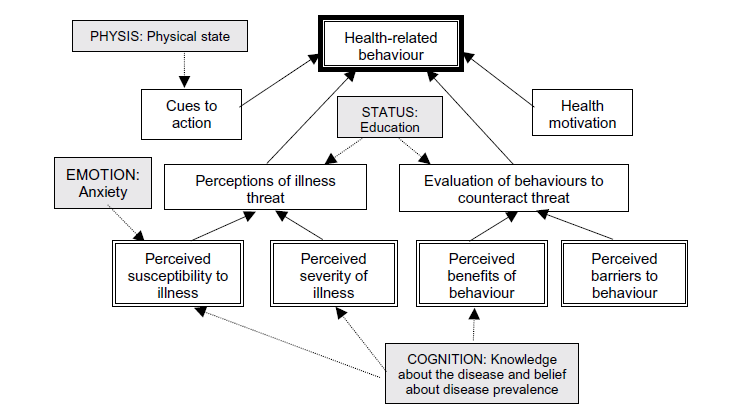 PHYSIS: Physical state
Health-related
behaviour
Cues to
action
STATUS:
Education
Health
motivation
EMOTION:
Anxiety
Perceptions of illness
threat
Evaluation of behaviours to
counteract threat
Perceived
susceptibility to
illness
Perceived
severity of
illness
Perceived
benefits of
behaviour
Perceived
barriers to
behaviour
COGNITION: Knowledge
about the disease and belief
about disease prevalence